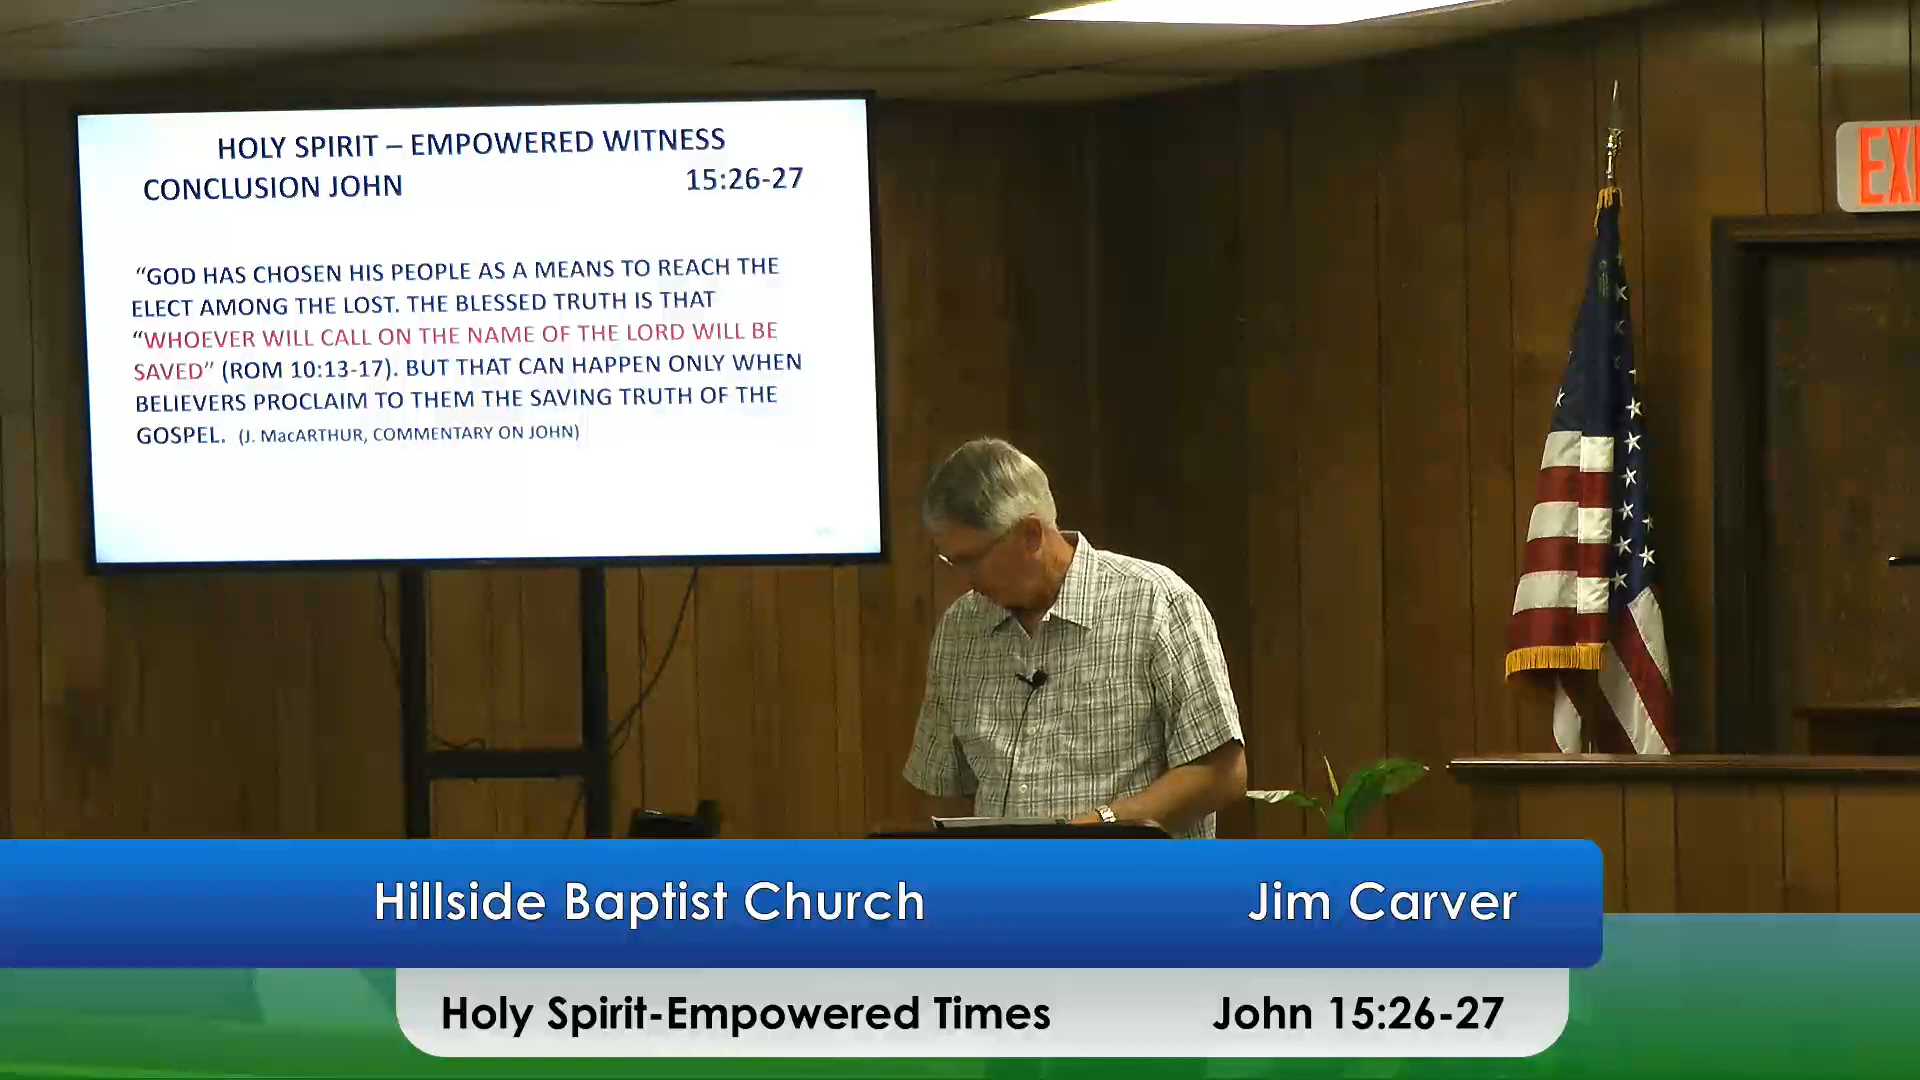 HOLY SPIRIT – EMPOWERED WITNESS
CONCLUSION JOHN 15:26-27
“GOD HAS CHOSEN HIS PEOPLE AS A MEANS TO REACH THE
ELECT AMONG THE LOST. THE BLESSED TRUTH IS THAT
“WHOEVER WILL CALL ON THE NAME OF THE LORD WILL BE
SAVED” (ROM 10:13-17). BUT THAT CAN HAPPEN ONLY WHEN
BELIEVERS PROCLAIM TO THEM THE SAVING TRUTH OF THE
GOSPEL. (J. MacARTHUR, COMMENTARY ON JOHN)
Hillside Baptist Church Jim Carver
Holy Spirit-Empowered Times John 15:26-27